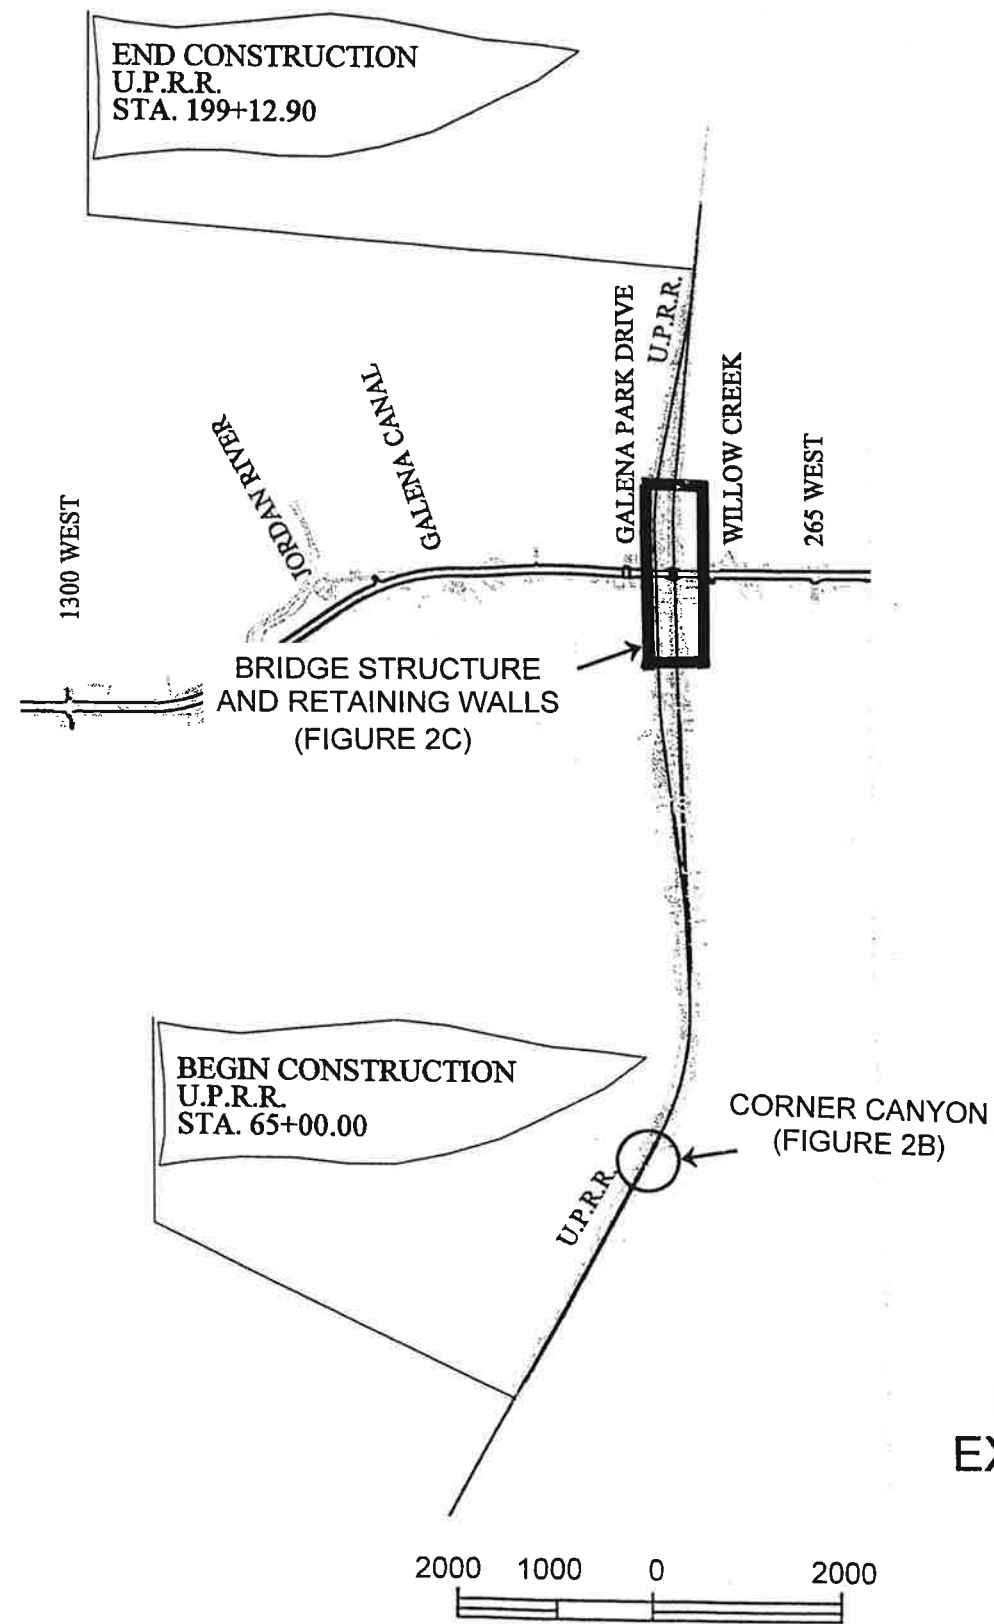 END CONSTRUCTION
U.P.R.R.
STA. 199+12.90
GALENA PARK DRIVE
U.P.R.R.
WILLOW CREEK
265 WEST
GALENA CANAL
JORDAN RIVER
1300 WEST
BRIDGE STRUCTURE
AND RETAINING WALLS
(FIGURE 2C)
BEGIN CONSTRUCTION
U.P.R.R.
STA. 65+00.00
CORNER CANYON
(FIGURE 2B)
U.P.R.R.
2000 1000 0 2000